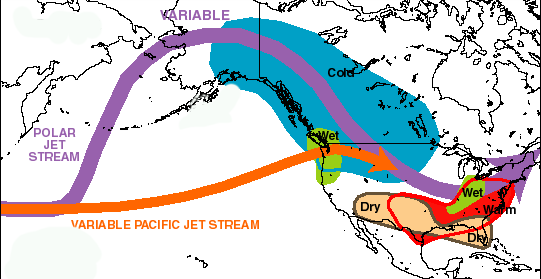 VARIABLE
Cold
POLAR
JET
STREAM
Wet
Wet
Dry
Warm
VARIABLE PACIFIC JET STREAM
Dry